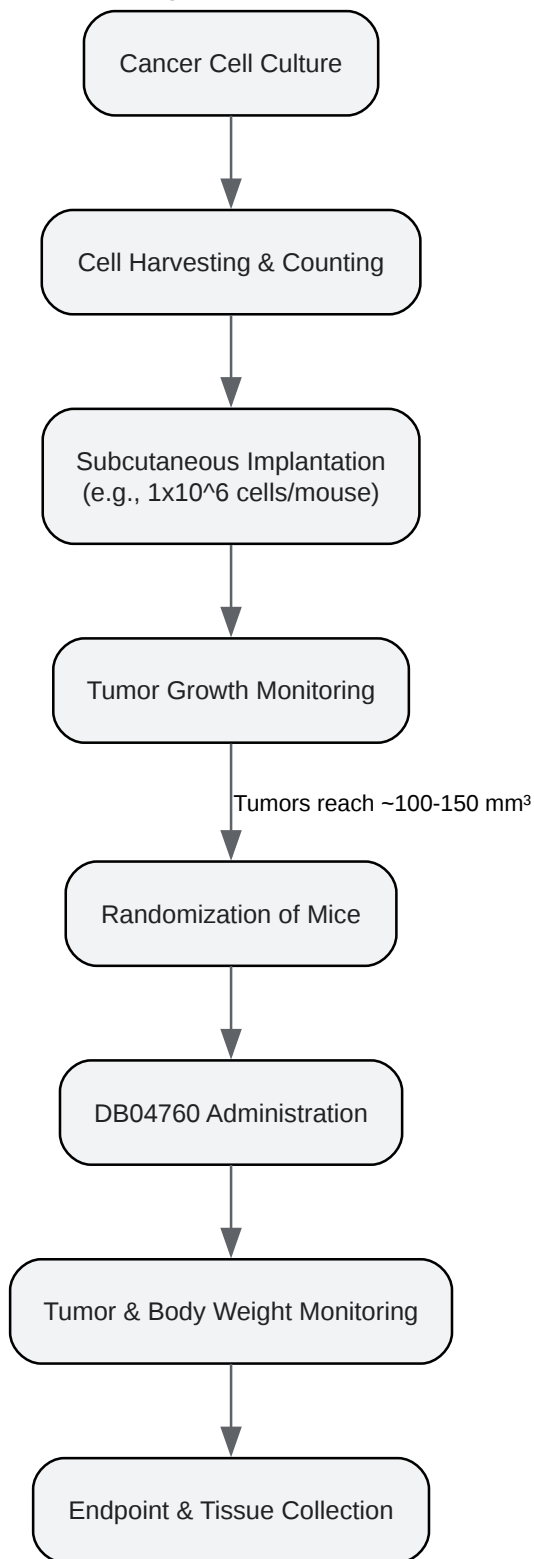 Cancer Cell Culture
Cell Harvesting & Counting
Subcutaneous Implantation
(e.g., 1x10^6 cells/mouse)
Tumor Growth Monitoring
Tumors reach ~100-150 mm³
Randomization of Mice
DB04760 Administration
Tumor & Body Weight Monitoring
Endpoint & Tissue Collection